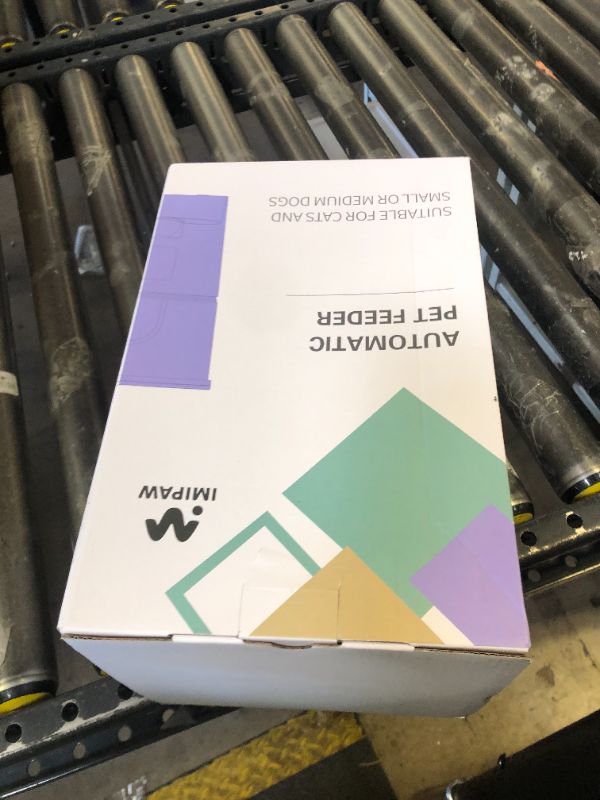 IMIPAW
AUTOMATIC
PET FEEDER
SUITABLE FOR CATS AND
SMALL OR MEDIUM DOGS